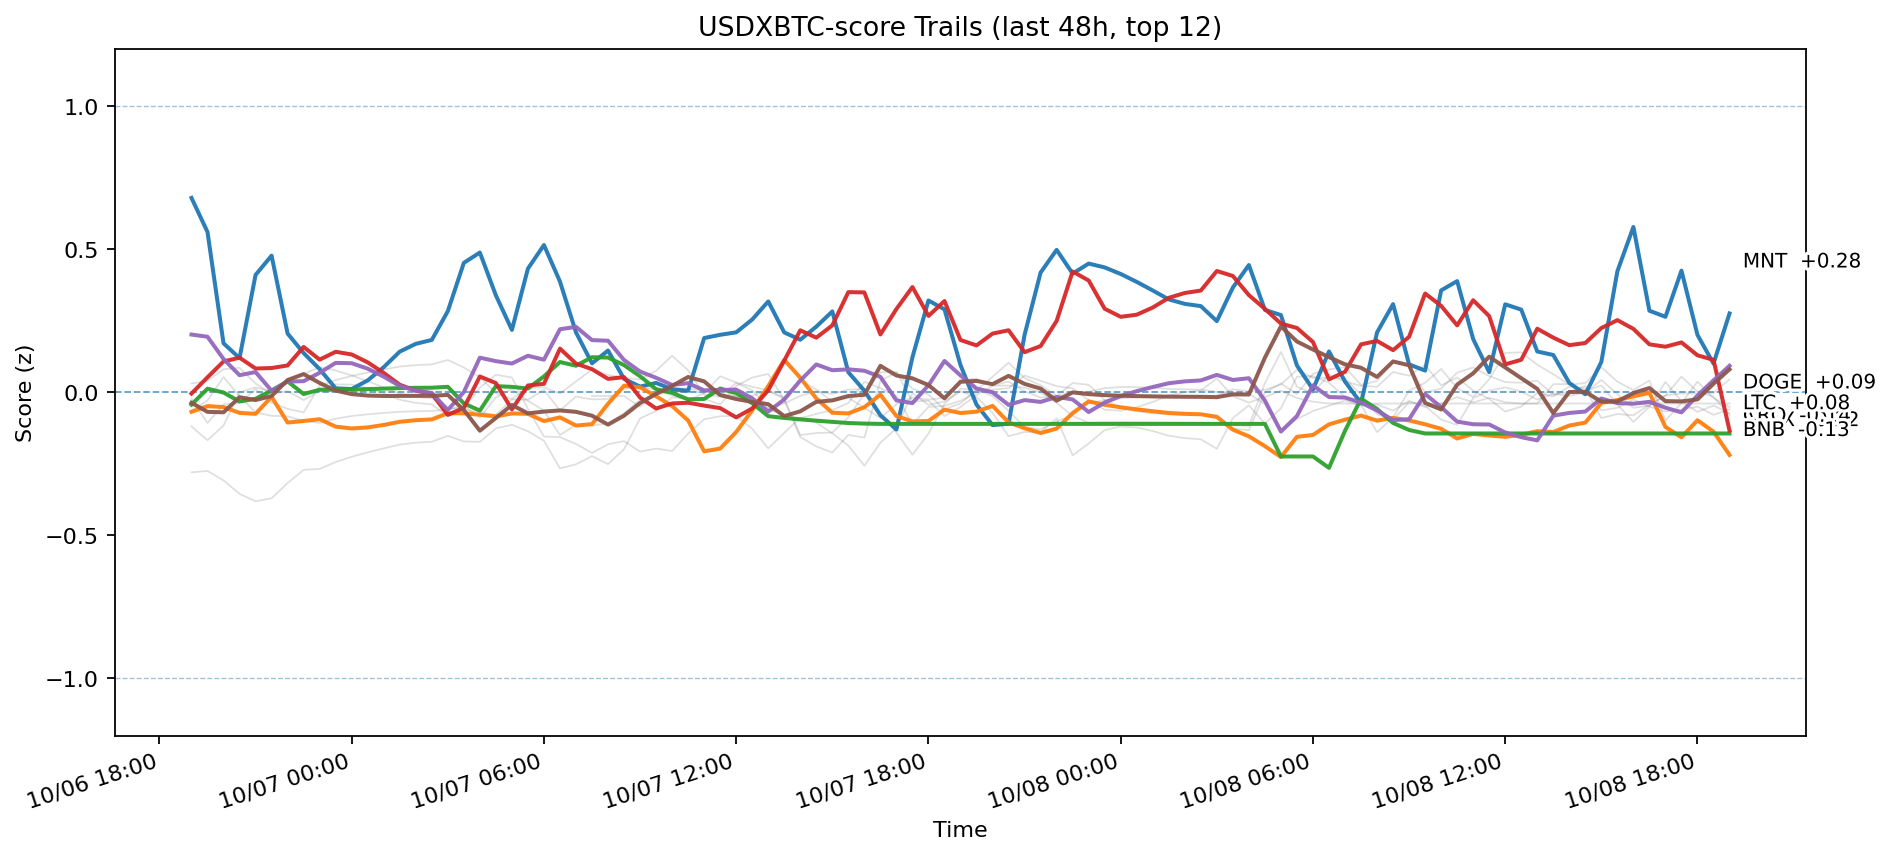 USDXBTC-score Trails (last 48h, top 12)
Score (z)
1.0
0.5
0.0
−0.5
−1.0
MNT +0.28
DOGE +0.09
LTC +0.08
BNB -0.13
10/06 18:00
10/07 00:00
10/07 06:00
10/07 12:00
10/07 18:00
10/08 00:00
10/08 06:00
10/08 12:00
10/08 18:00
Time